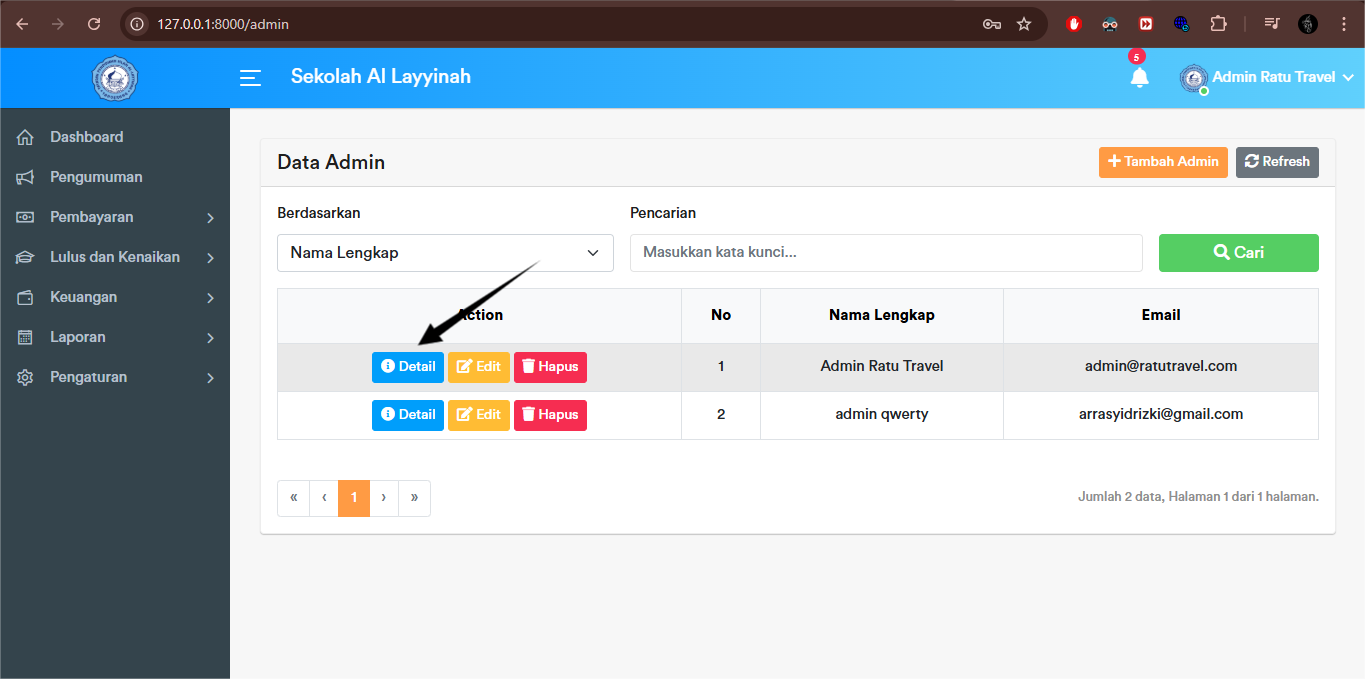 127.0.0.1:8000/admin
Sekolah Al Layyinah
5
Admin Ratu Travel
Dashboard
Pengumuman
Pembayaran
Lulus dan Kenaikan
Keuangan
Laporan
Pengaturan
Data Admin
Tambah Admin
Refresh
Berdasarkan
Pencarian
Nama Lengkap
Masukkan kata kunci...
Cari
Action No Nama Lengkap Email
Detail Edit Hapus 1 Admin Ratu Travel admin@ratutravel.com
Detail Edit Hapus 2 admin qwerty arrasyidrizki@gmail.com
« ‹ 1 › »
Jumlah 2 data, Halaman 1 dari 1 halaman.